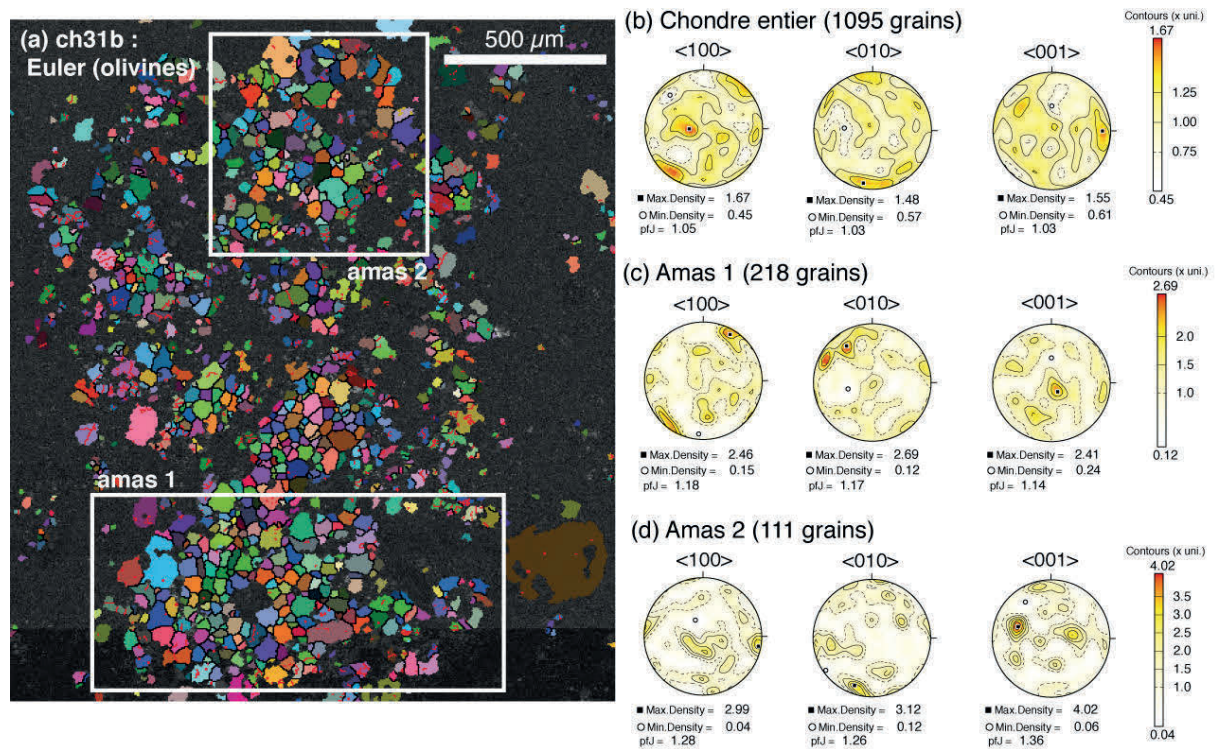 (a) ch31b :
Euler (olivines)
500 µm
amas 2
amas 1
(b) Chondre entier (1095 grains)
<100>
<010>
<001>
Contours (x uni.)
1.67
1.25
1.00
0.75
0.45
■ Max.Density = 1.67
○ Min.Density = 0.45
pfJ = 1.05
■ Max.Density = 1.48
○ Min.Density = 0.57
pfJ = 1.03
■ Max.Density = 1.55
○ Min.Density = 0.61
pfJ = 1.03
(c) Amas 1 (218 grains)
<100>
<010>
<001>
Contours (x uni.)
2.69
2.0
1.5
1.0
0.12
■ Max.Density = 2.46
○ Min.Density = 0.15
pfJ = 1.18
■ Max.Density = 2.69
○ Min.Density = 0.12
pfJ = 1.17
■ Max.Density = 2.41
○ Min.Density = 0.24
pfJ = 1.14
(d) Amas 2 (111 grains)
<100>
<010>
<001>
Contours (x uni.)
4.02
3.5
3.0
2.5
2.0
1.5
1.0
0.04
■ Max.Density = 2.99
○ Min.Density = 0.04
pfJ = 1.28
■ Max.Density = 3.12
○ Min.Density = 0.12
pfJ = 1.26
■ Max.Density = 4.02
○ Min.Density = 0.06
pfJ = 1.36